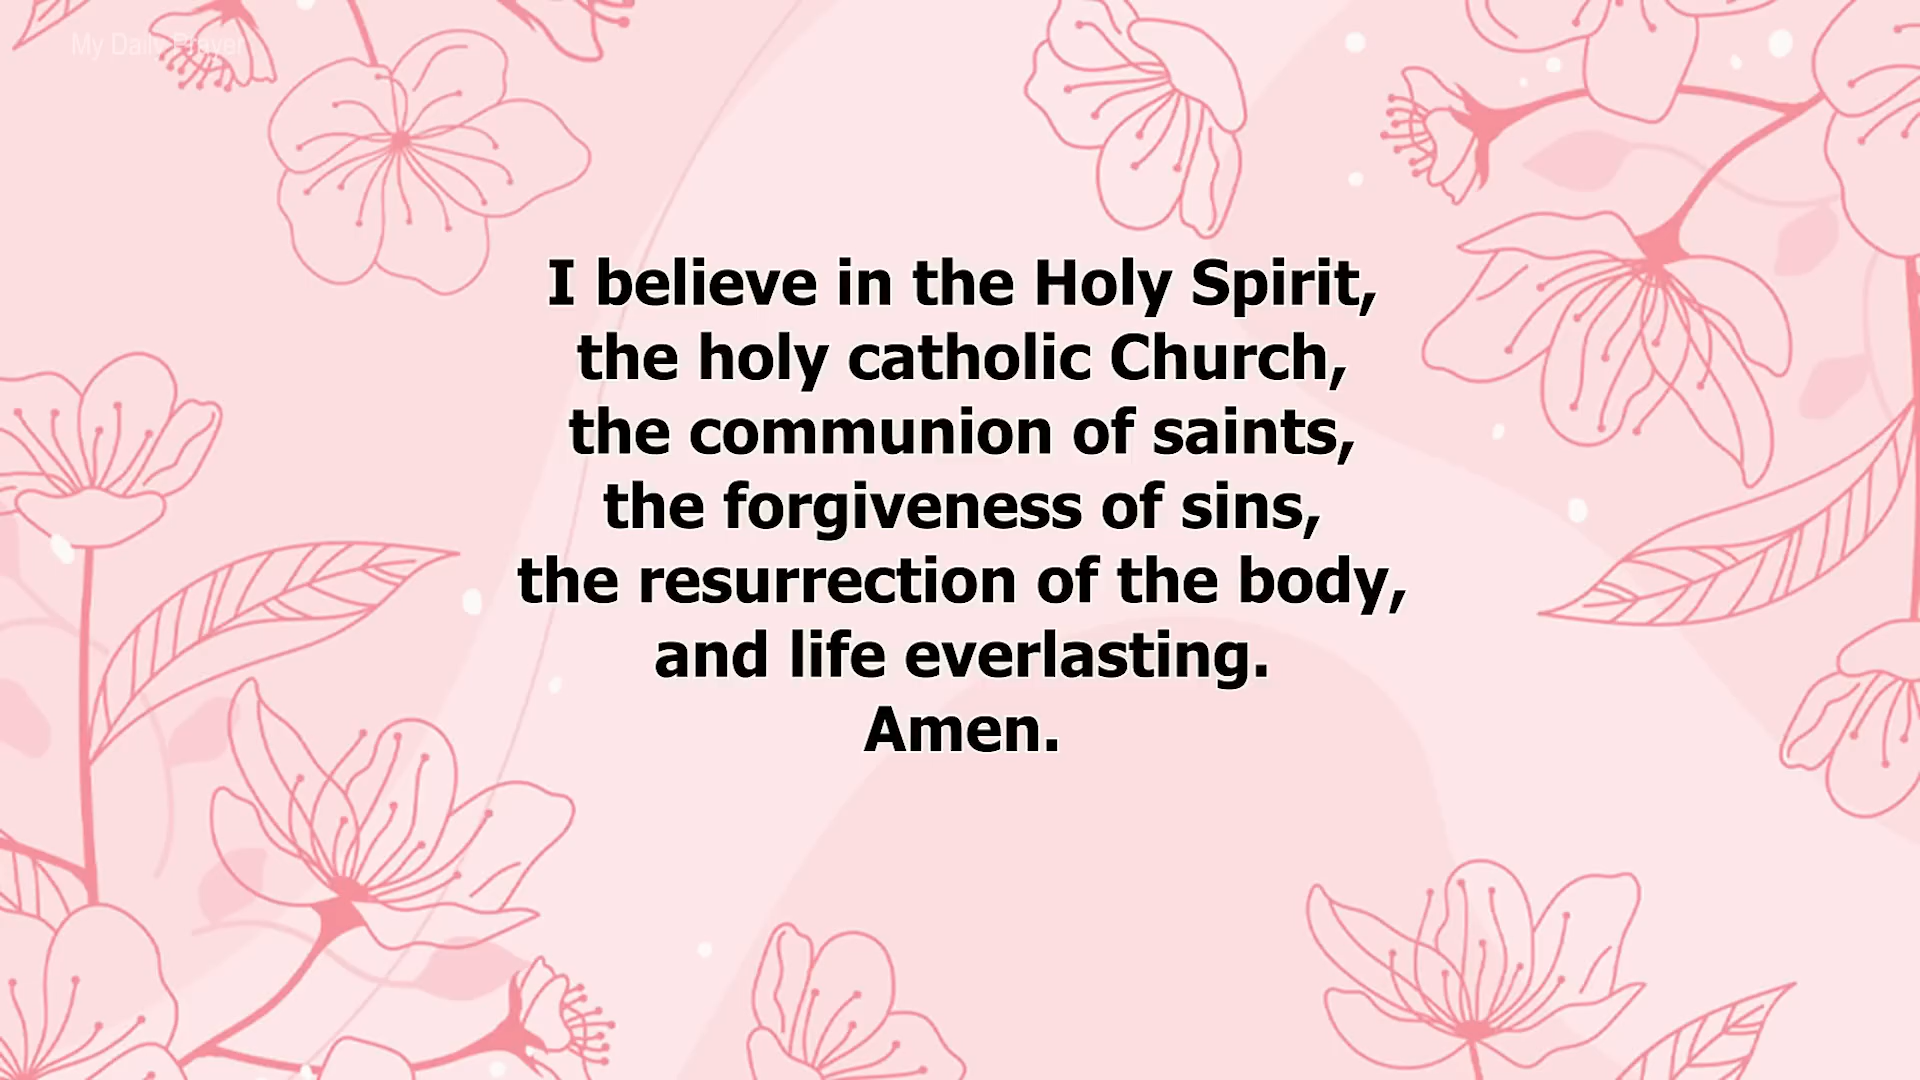 My Daily Prayer
I believe in the Holy Spirit,
the holy catholic Church,
the communion of saints,
the forgiveness of sins,
the resurrection of the body,
and life everlasting.
Amen.